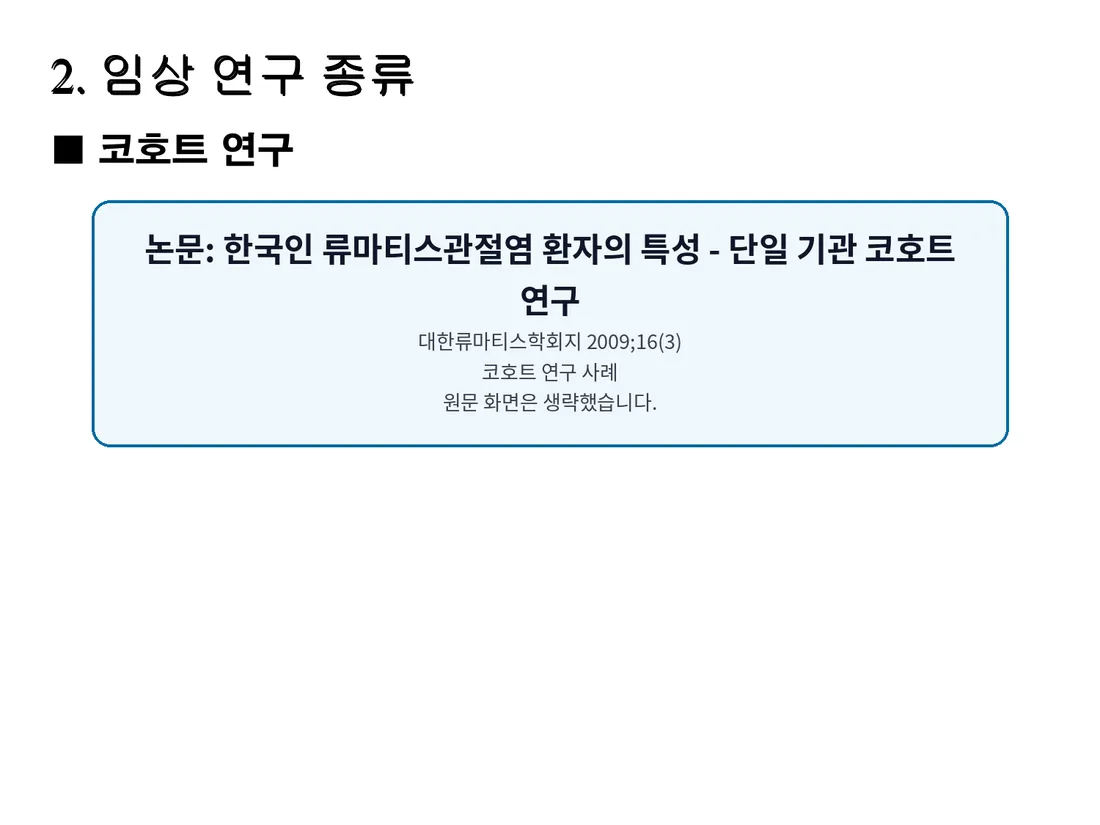 2. 임상 연구 종류
■ 코호트 연구
논문: 한국인 류마티스관절염 환자의 특성 - 단일 기관 코호트
연구
대한류마티스학회지 2009;16(3)
코호트 연구 사례
원문 화면은 생략했습니다.